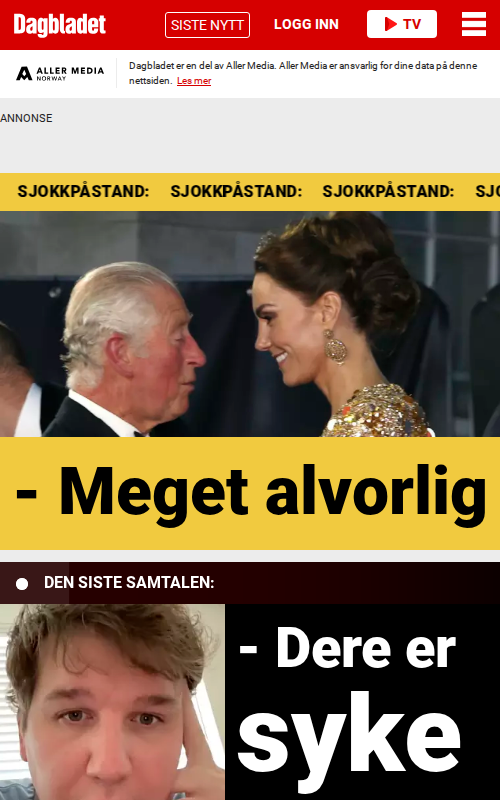 Dagbladet
SISTE NYTT
LOGG INN
TV
ALLER MEDIA
NORWAY
Dagbladet er en del av Aller Media. Aller Media er ansvarlig for dine data på denne
nettsiden. Les mer
ANNONSE
SJOKKPÅSTAND: SJOKKPÅSTAND: SJOKKPÅSTAND: SJO
- Meget alvorlig
DEN SISTE SAMTALEN:
- Dere er
syke